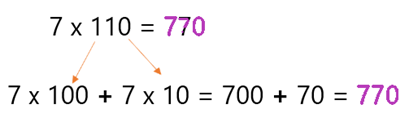 7 x 110 = 770
7 x 100 + 7 x 10 = 700 + 70 = 770